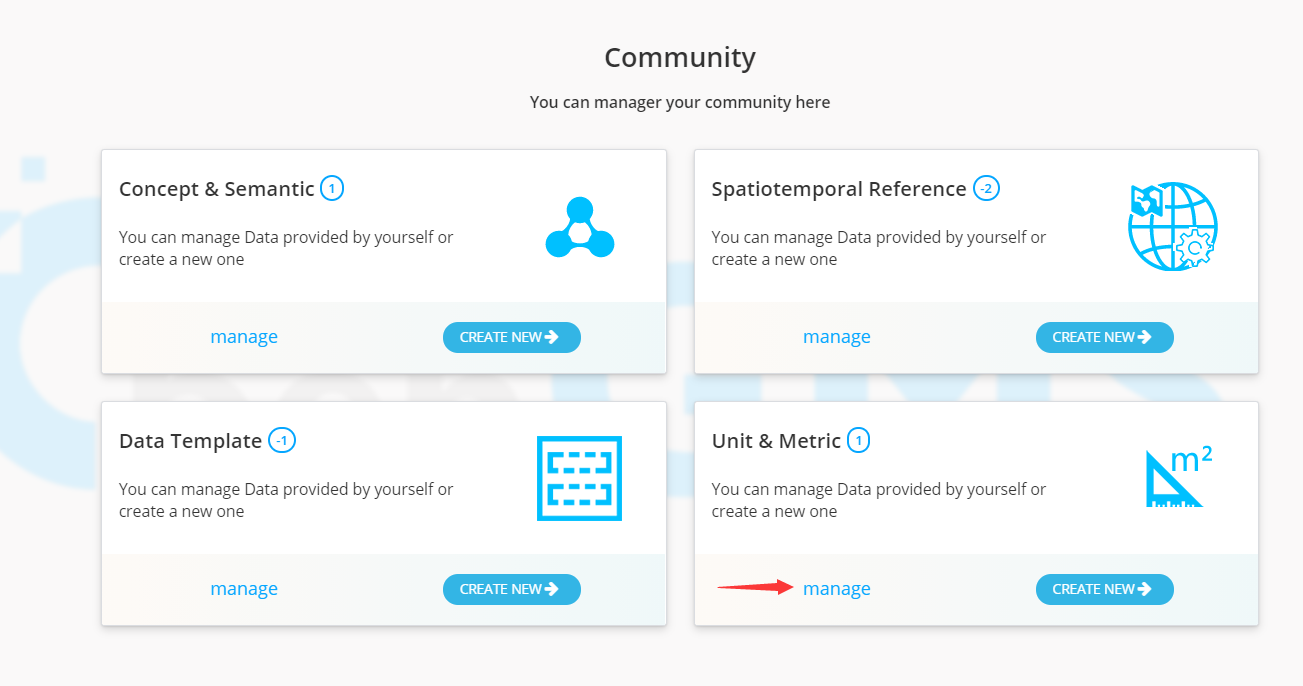 Community
You can manager your community here
Concept & Semantic 1
You can manage Data provided by yourself or
create a new one
manage
CREATE NEW
Spatiotemporal Reference -2
You can manage Data provided by yourself or
create a new one
manage
CREATE NEW
Data Template -1
You can manage Data provided by yourself or
create a new one
manage
CREATE NEW
Unit & Metric 1
m²
You can manage Data provided by yourself or
create a new one
manage
CREATE NEW